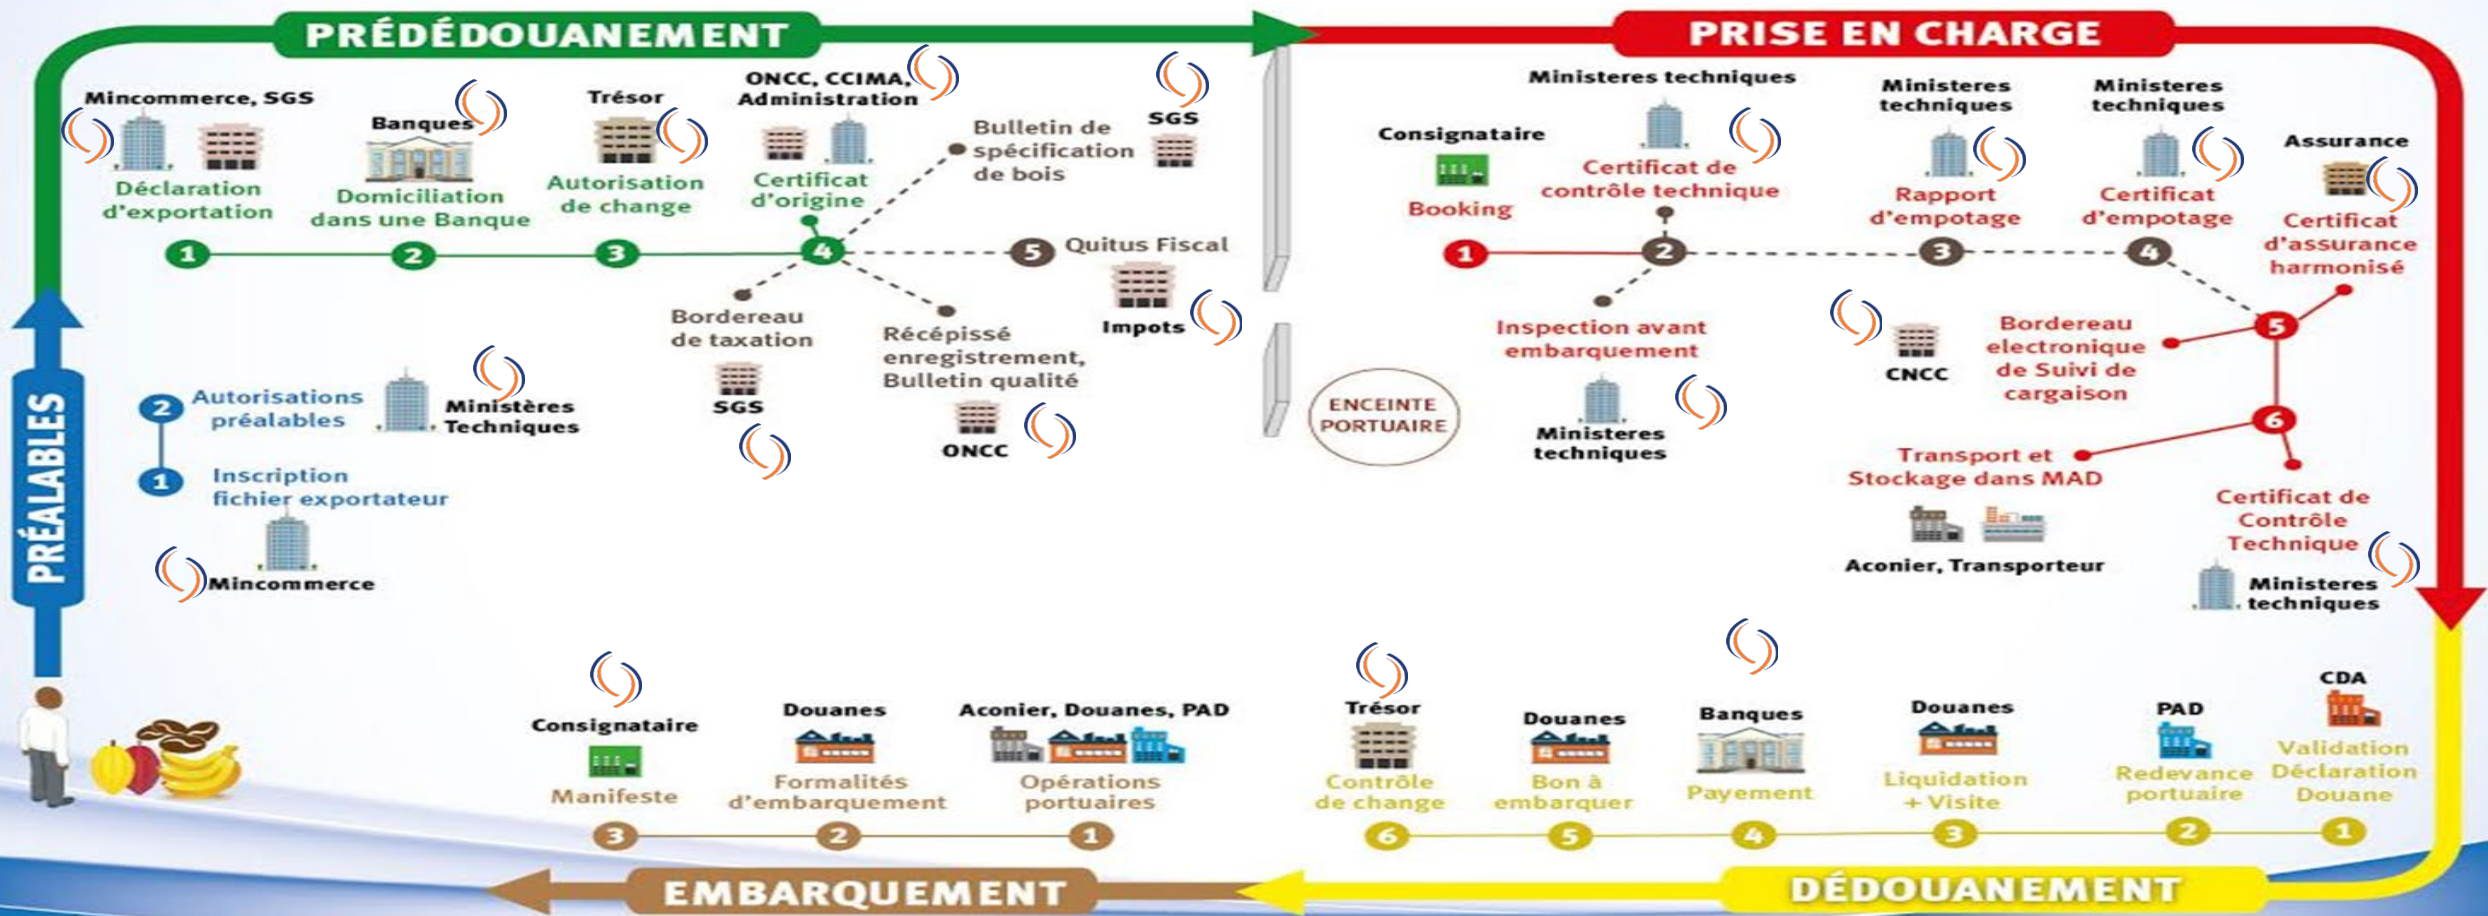 PRÉDÉDOUANEMENT
Mincommerce, SGS
Déclaration
d'exportation
1
Banques
Domiciliation
dans une Banque
2
Trésor
Autorisation
de change
3
ONCC, CCIMA,
Administration
Certificat
d'origine
4
Bulletin de
spécification
de bois
SGS
5
Quitus Fiscal
Impots
Bordereau
de taxation
SGS
Récépissé
enregistrement,
Bulletin qualité
ONCC
PRÉALABLES
2
Autorisations
préalables
Ministères
Techniques
1
Inscription
fichier exportateur
Mincommerce
PRISE EN CHARGE
Consignataire
Booking
1
Ministeres techniques
Certificat de
contrôle technique
2
Inspection avant
embarquement
Ministeres
techniques
Ministeres
techniques
Rapport
d'empotage
3
Ministeres
techniques
Certificat
d'empotage
4
Assurance
Certificat
d'assurance
harmonisé
5
CNCC
Bordereau
electronique
de Suivi de
cargaison
6
Transport et
Stockage dans MAD
Aconier, Transporteur
Certificat de
Contrôle
Technique
Ministeres
techniques
ENCEINTE
PORTUAIRE
CDA
Validation
Déclaration
Douane
1
PAD
Redevance
portuaire
2
Douanes
Liquidation
+ Visite
3
Banques
Payement
4
Douanes
Bon à
embarquer
5
Trésor
Contrôle
de change
6
DÉDOUANEMENT
Aconier, Douanes, PAD
Opérations
portuaires
1
Douanes
Formalités
d'embarquement
2
Consignataire
Manifeste
3
EMBARQUEMENT